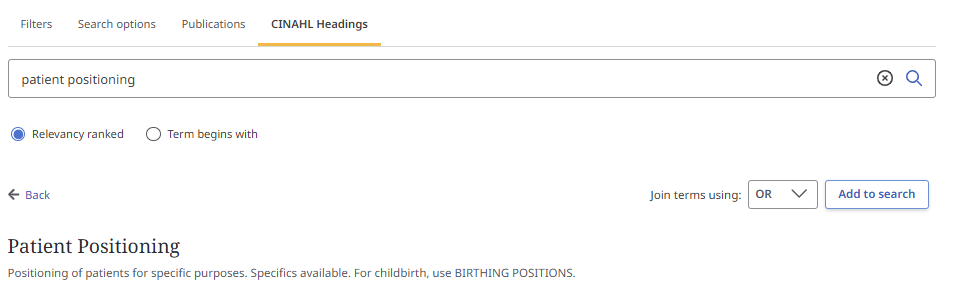 Filters Search options Publications CINAHL Headings
patient positioning
Relevancy ranked Term begins with
Back Join terms using: OR Add to search
Patient Positioning
Positioning of patients for specific purposes. Specifics available. For childbirth, use BIRTHING POSITIONS.